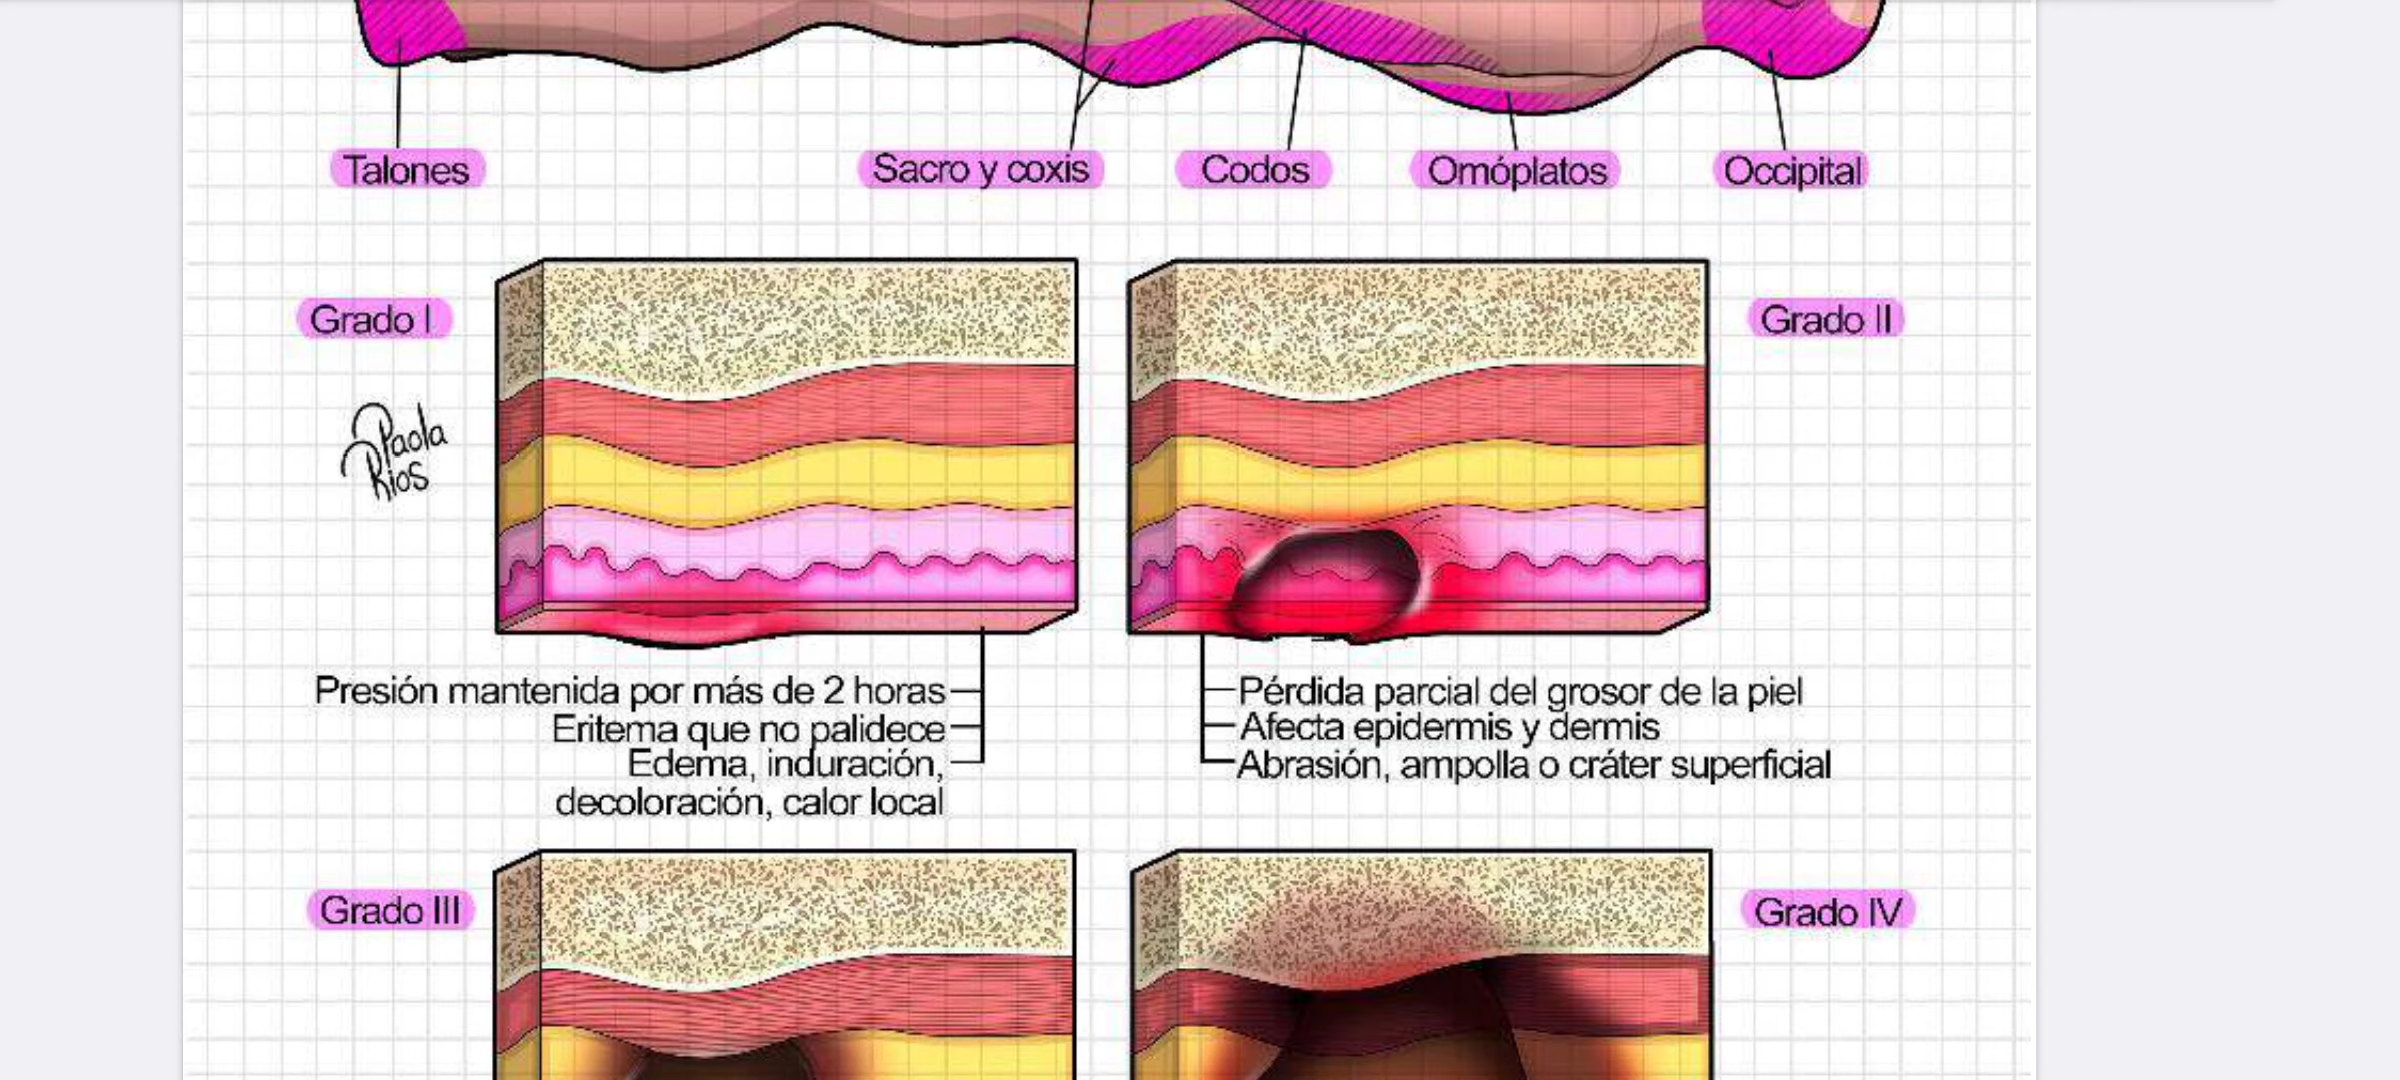 Talones
Sacro y coxis
Codos
Omóplatos
Occipital
Grado I
Grado II
Paola
Rios
Presión mantenida por más de 2 horas
Eritema que no palidece
Edema, induración,
decoloración, calor local
Pérdida parcial del grosor de la piel
Afecta epidermis y dermis
Abrasión, ampolla o cráter superficial
Grado III
Grado IV